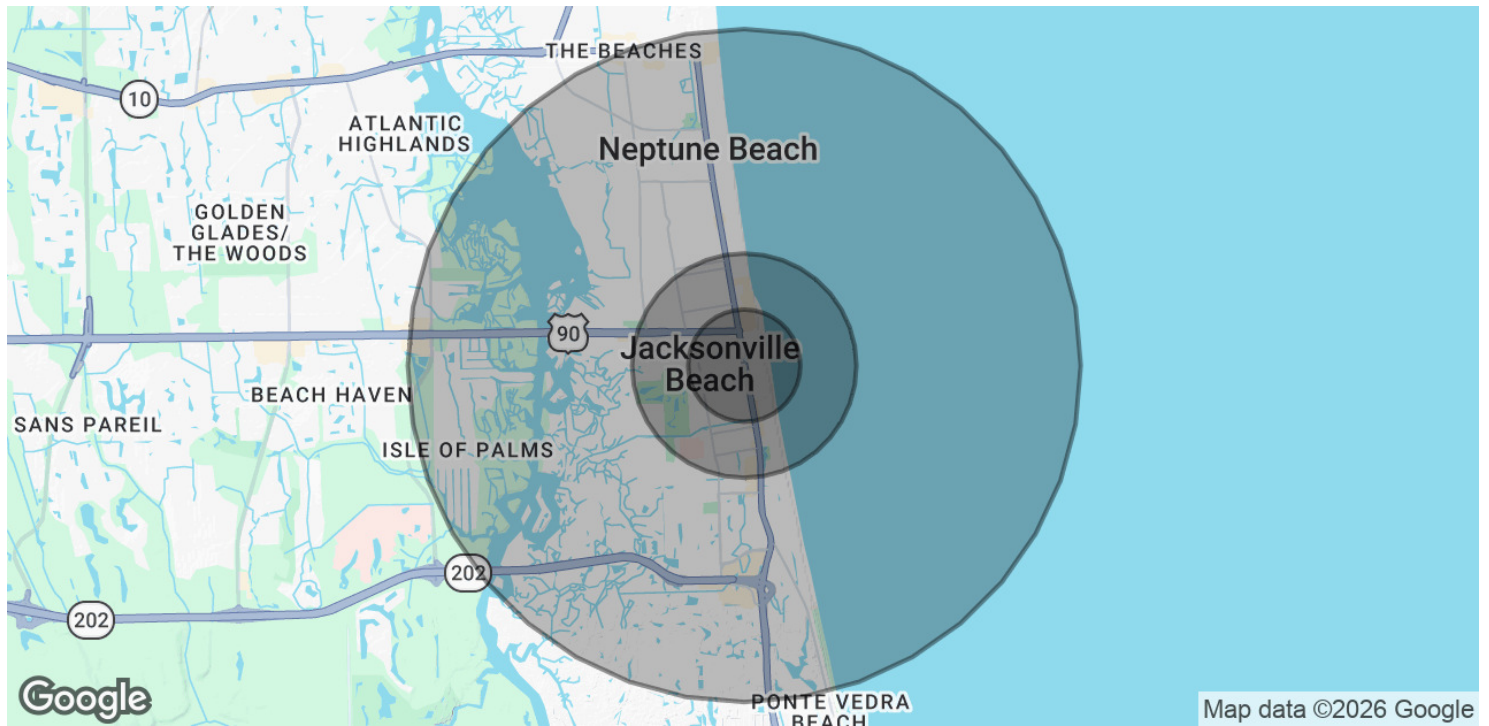 THE BEACHES
10
ATLANTIC
HIGHLANDS
Neptune Beach
GOLDEN
GLADES/
THE WOODS
90
Jacksonville
Beach
BEACH HAVEN
SANS PAREIL
ISLE OF PALMS
202
202
PONTE VEDRA
BEACH
Google
Map data ©2026 Google